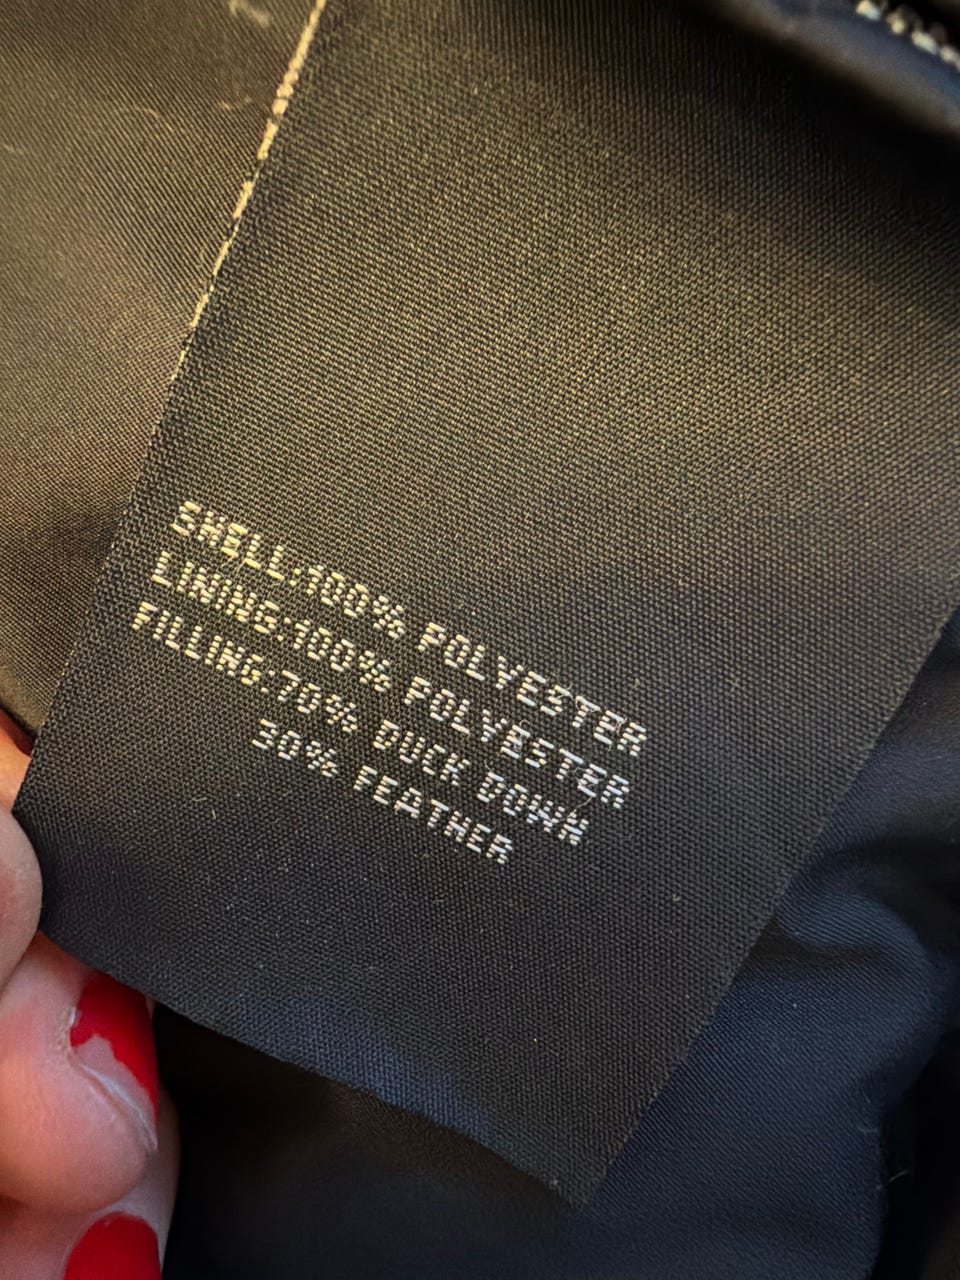 SHELL:100% POLYESTER
LINING:100% POLYESTER
FILLING:70% DUCK DOWN
30% FEATHER